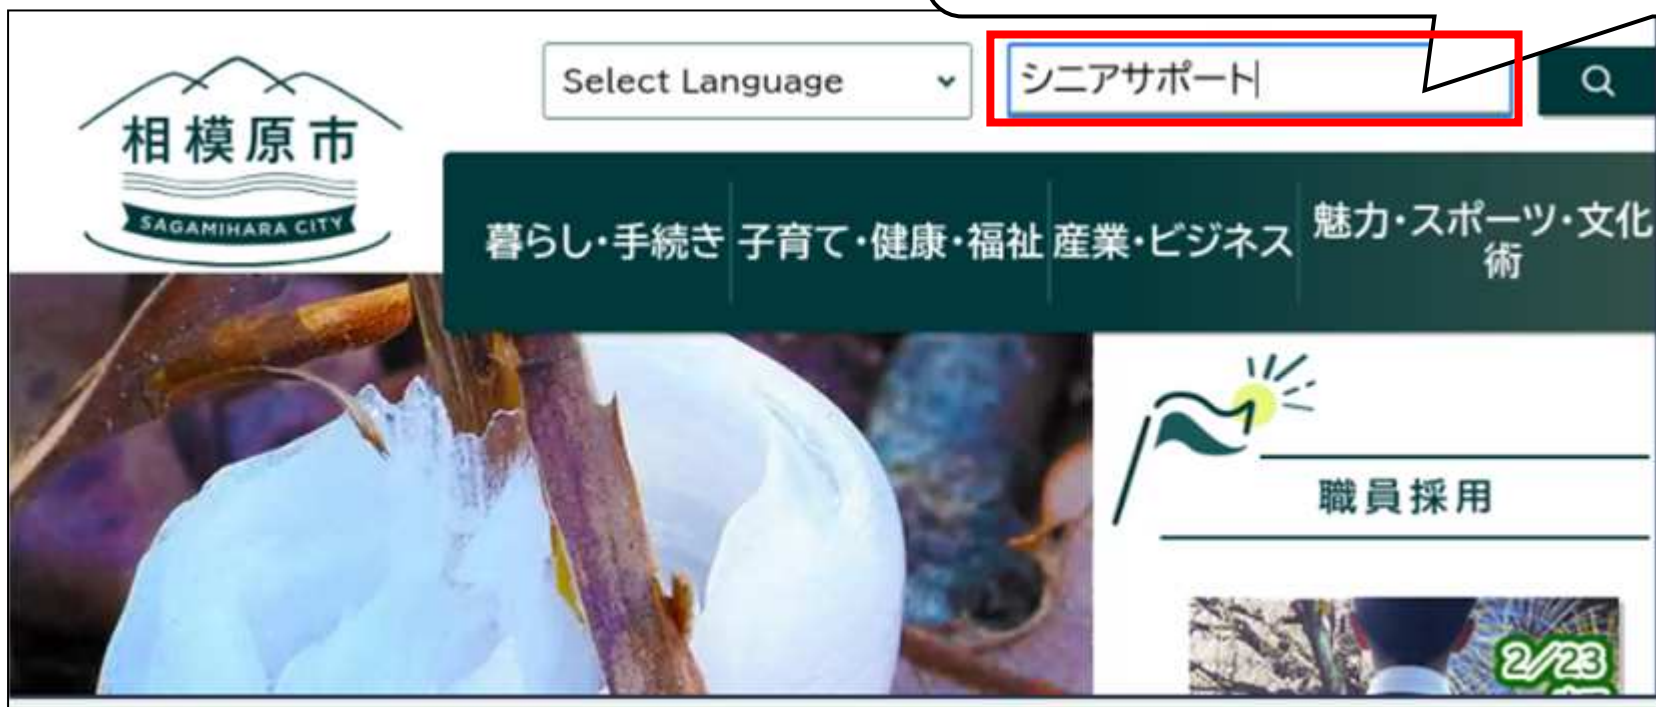 Select Language
シニアサポート
相模原市
SAGAMIHARA CITY
暮らし・手続き
子育て・健康・福祉
産業・ビジネス
魅力・スポーツ・文化
術
職員採用
2/23